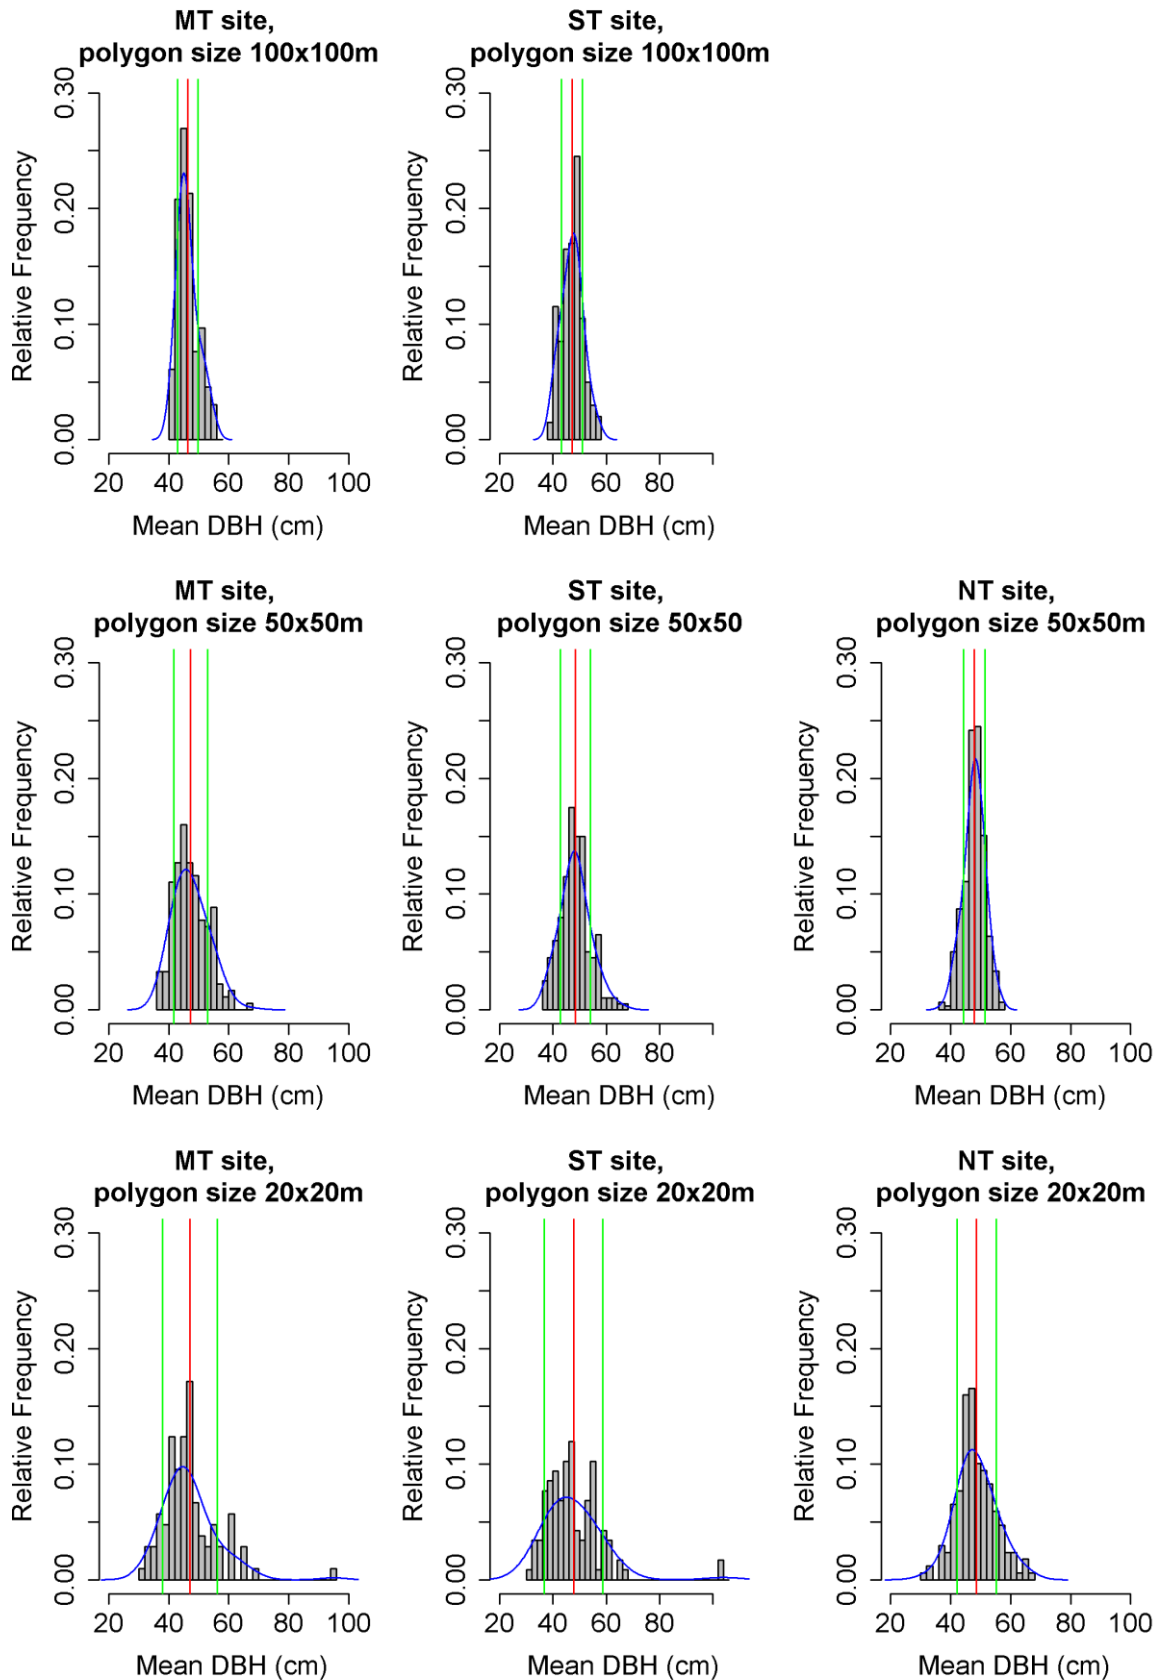 MT site,
polygon size 100x100m
Relative Frequency
0.00 0.10 0.20 0.30
20 40 60 80 100
Mean DBH (cm)
ST site,
polygon size 100x100m
Relative Frequency
0.00 0.10 0.20 0.30
20 40 60 80
Mean DBH (cm)
MT site,
polygon size 50x50m
Relative Frequency
0.00 0.10 0.20 0.30
20 40 60 80 100
Mean DBH (cm)
ST site,
polygon size 50x50
Relative Frequency
0.00 0.10 0.20 0.30
20 40 60 80
Mean DBH (cm)
NT site,
polygon size 50x50m
Relative Frequency
0.00 0.10 0.20 0.30
20 40 60 80 100
Mean DBH (cm)
MT site,
polygon size 20x20m
Relative Frequency
0.00 0.10 0.20 0.30
20 40 60 80 100
Mean DBH (cm)
ST site,
polygon size 20x20m
Relative Frequency
0.00 0.10 0.20 0.30
20 40 60 80
Mean DBH (cm)
NT site,
polygon size 20x20m
Relative Frequency
0.00 0.10 0.20 0.30
20 40 60 80 100
Mean DBH (cm)